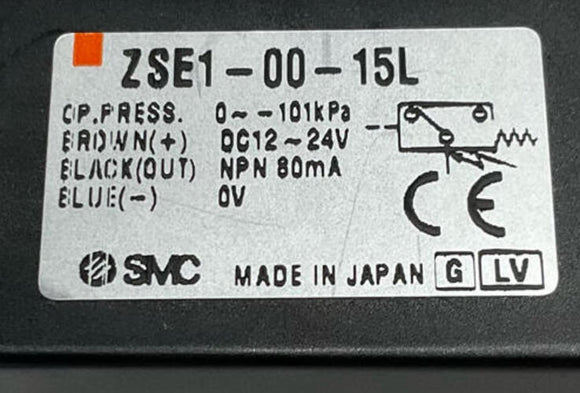 ZSE1-00-15L
OP.PRESS. 0~-101kPa
BROWN(+) DC12~24V
BLACK(OUT) NPN 80mA
BLUE(-) 0V
CE
SMC MADE IN JAPAN G LV